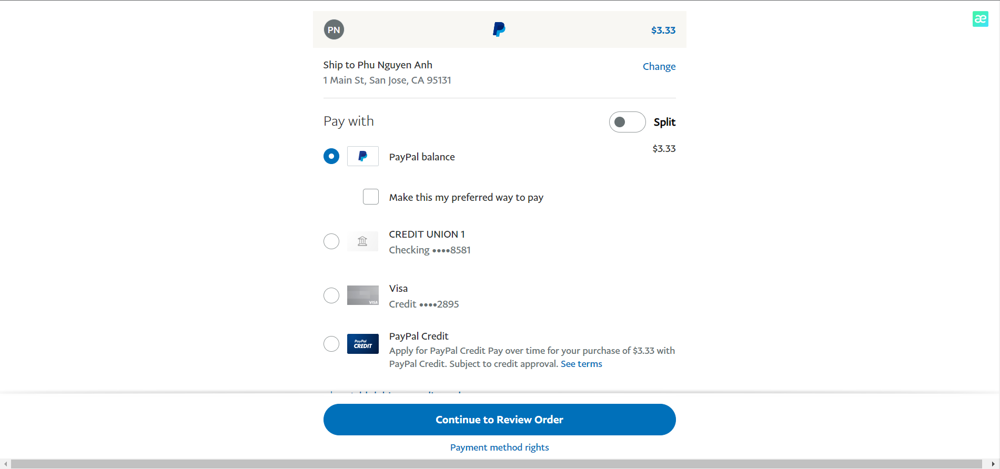 PN
$3.33
æ
Ship to Phu Nguyen Anh
Change
1 Main St, San Jose, CA 95131
Pay with
Split
$3.33
PayPal balance
Make this my preferred way to pay
CREDIT UNION 1
Checking ••••8581
Visa
VISA
Credit ••••2895
PayPal Credit
PayPal
CREDIT
Apply for PayPal Credit Pay over time for your purchase of $3.33 with
PayPal Credit. Subject to credit approval. See terms
Continue to Review Order
Payment method rights